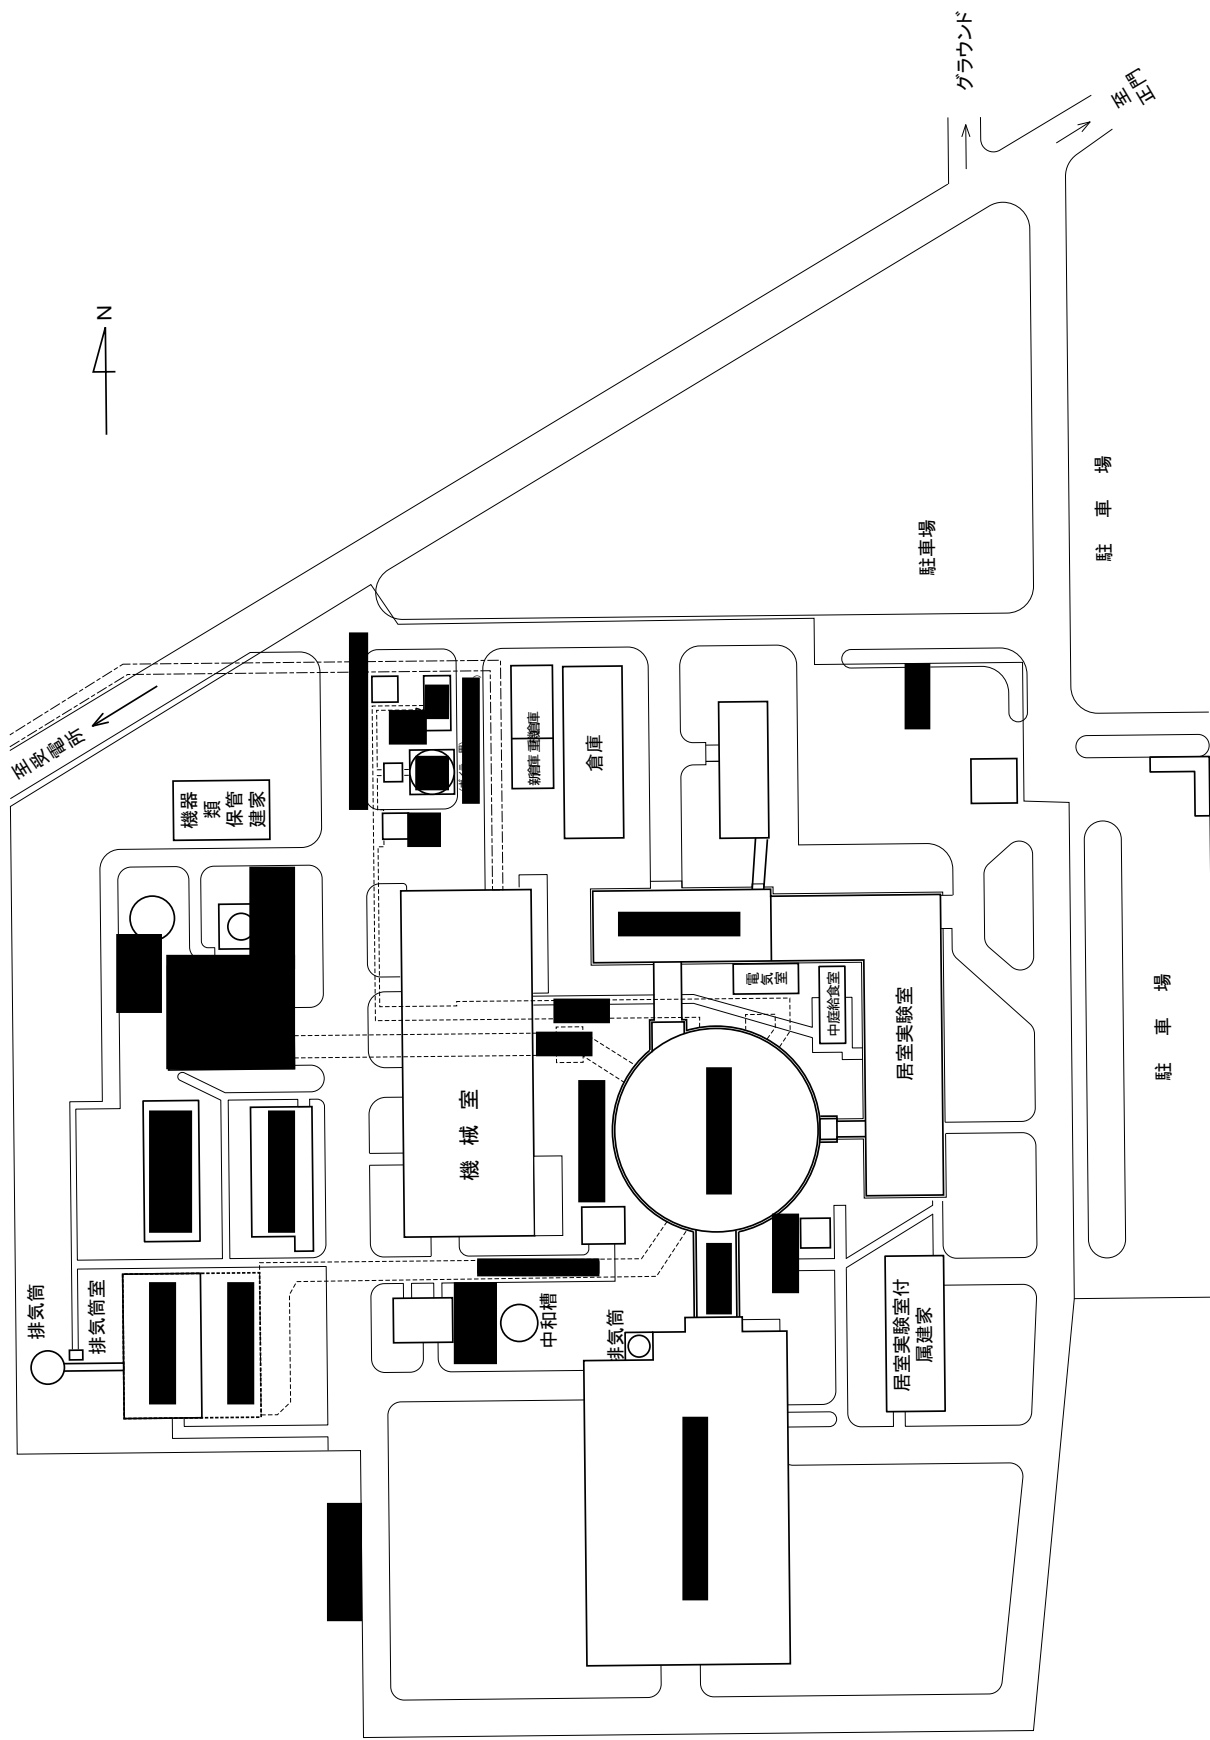 グラウンド
至
正門
N
駐車場
駐車場
至受電所
機器
類
保管
建家
新倉庫
倉庫
電
気
室
中庭給食室
居室実験室
機械室
駐車場
排気筒
排気筒室
中和槽
排気筒
居室実験室付
属建家